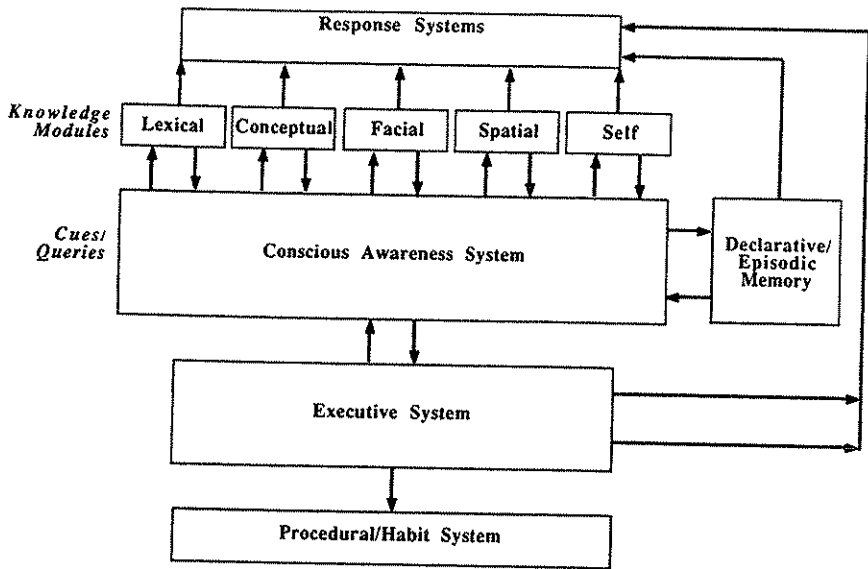 Response Systems
Knowledge
Modules
Lexical
Conceptual
Facial
Spatial
Self
Cues/
Queries
Conscious Awareness System
Declarative/
Episodic
Memory
Executive System
Procedural/Habit System